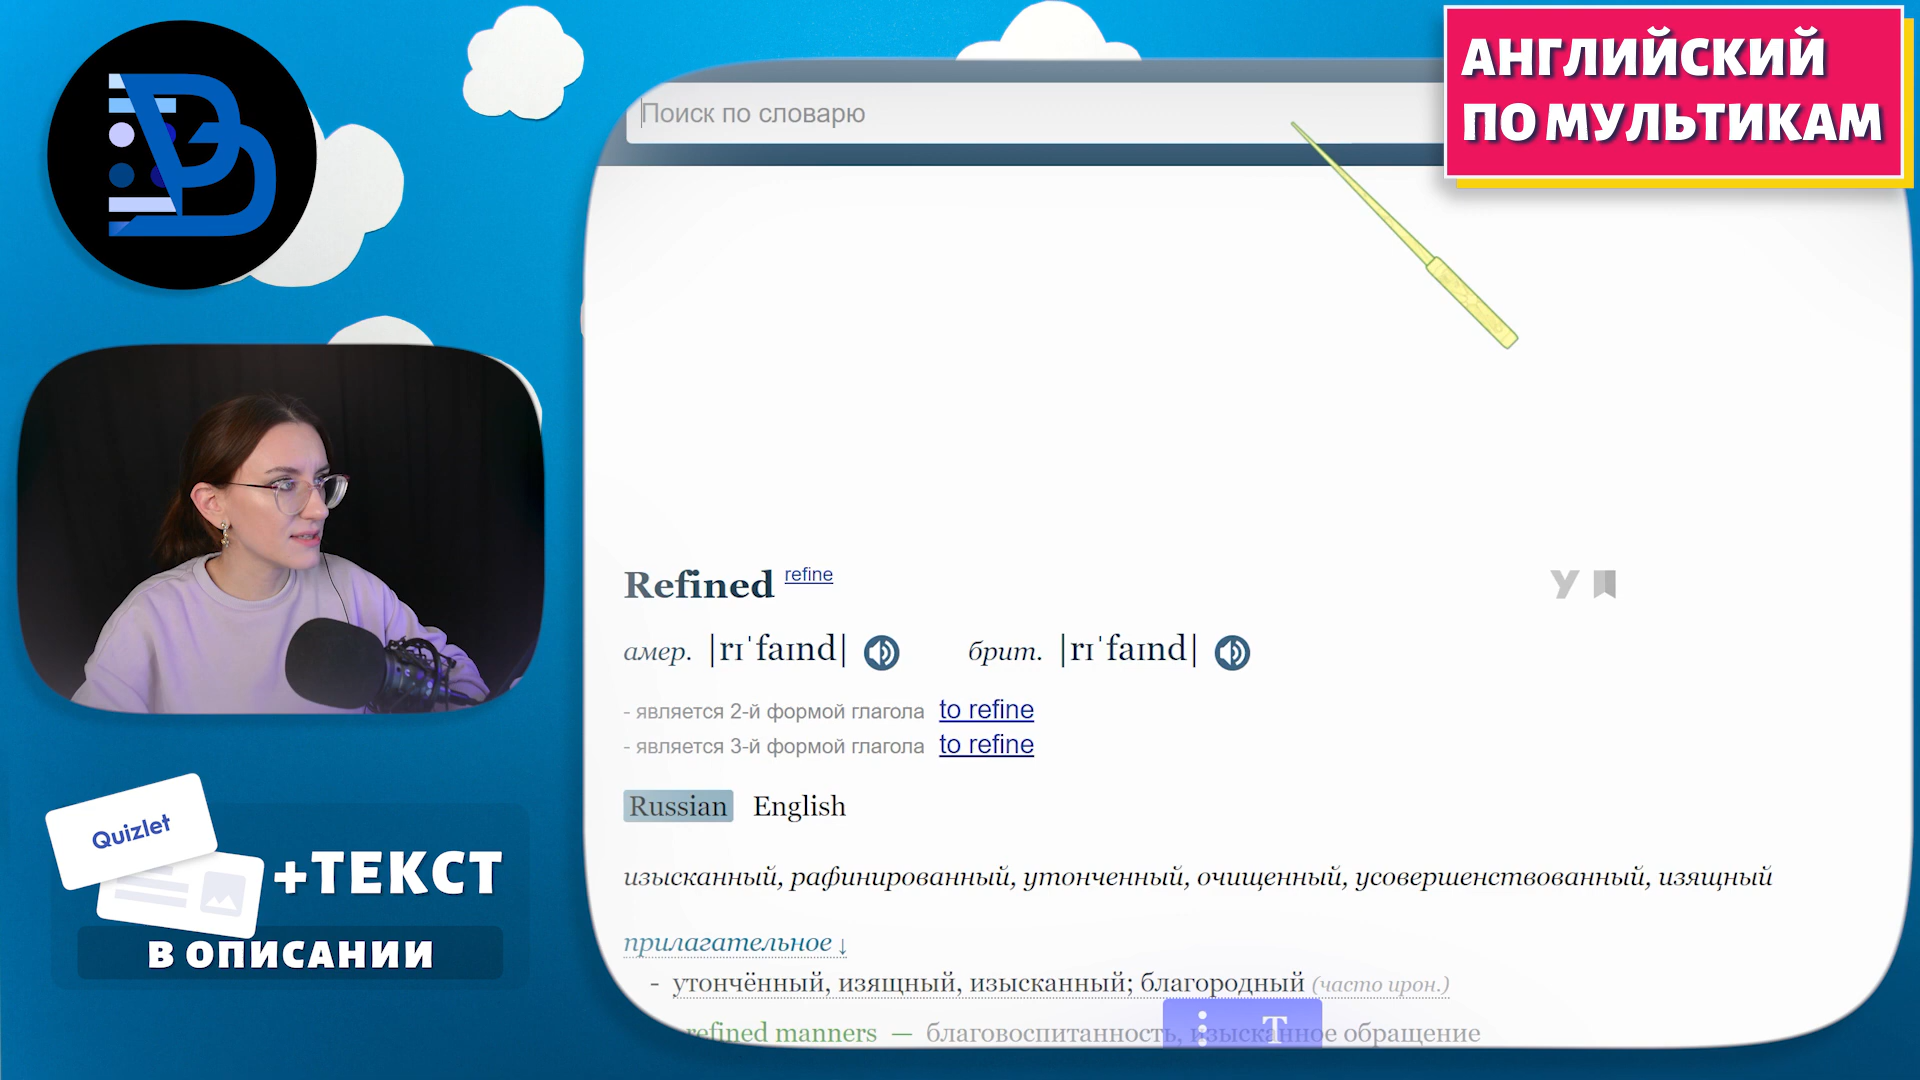 АНГЛИЙСКИЙ
ПО МУЛЬТИКАМ
Поиск по словарю
Refined refine
амер. |rɪˈfaɪnd| брит. |rɪˈfaɪnd|
- является 2-й формой глагола to refine
- является 3-й формой глагола to refine
Russian English
изысканный, рафинированный, утонченный, очищенный, усовершенствованный, изящный
прилагательное ↓
- утончённый, изящный, изысканный; благородный (часто ирон.)
refined manners — благовоспитанность, изысканное обращение
У
T
Quizlet
+ТЕКСТ
В ОПИСАНИИ